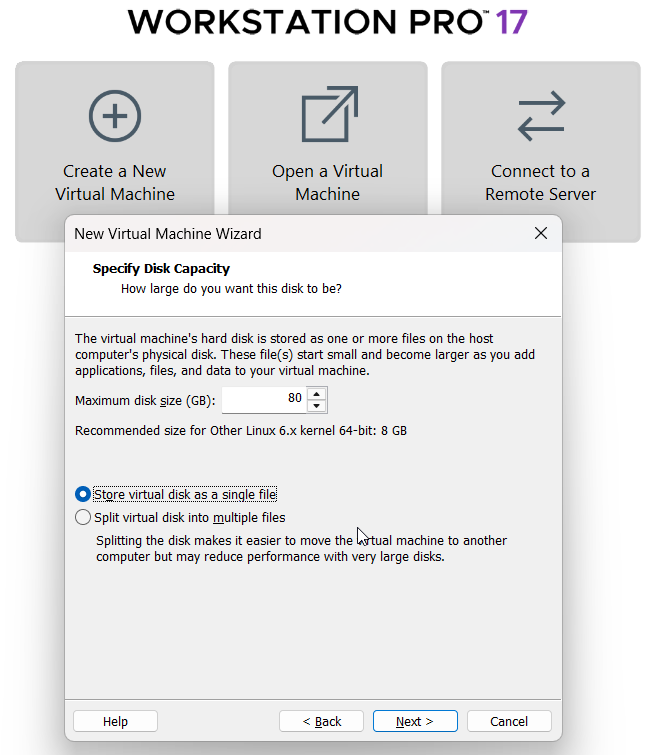 WORKSTATION PRO™ 17
Create a New
Virtual Machine
Open a Virtual
Machine
Connect to a
Remote Server
New Virtual Machine Wizard
Specify Disk Capacity
How large do you want this disk to be?
The virtual machine's hard disk is stored as one or more files on the host
computer's physical disk. These file(s) start small and become larger as you add
applications, files, and data to your virtual machine.
Maximum disk size (GB): 80
Recommended size for Other Linux 6.x kernel 64-bit: 8 GB
Store virtual disk as a single file
Split virtual disk into multiple files
Splitting the disk makes it easier to move the virtual machine to another
computer but may reduce performance with very large disks.
Help
< Back
Next >
Cancel